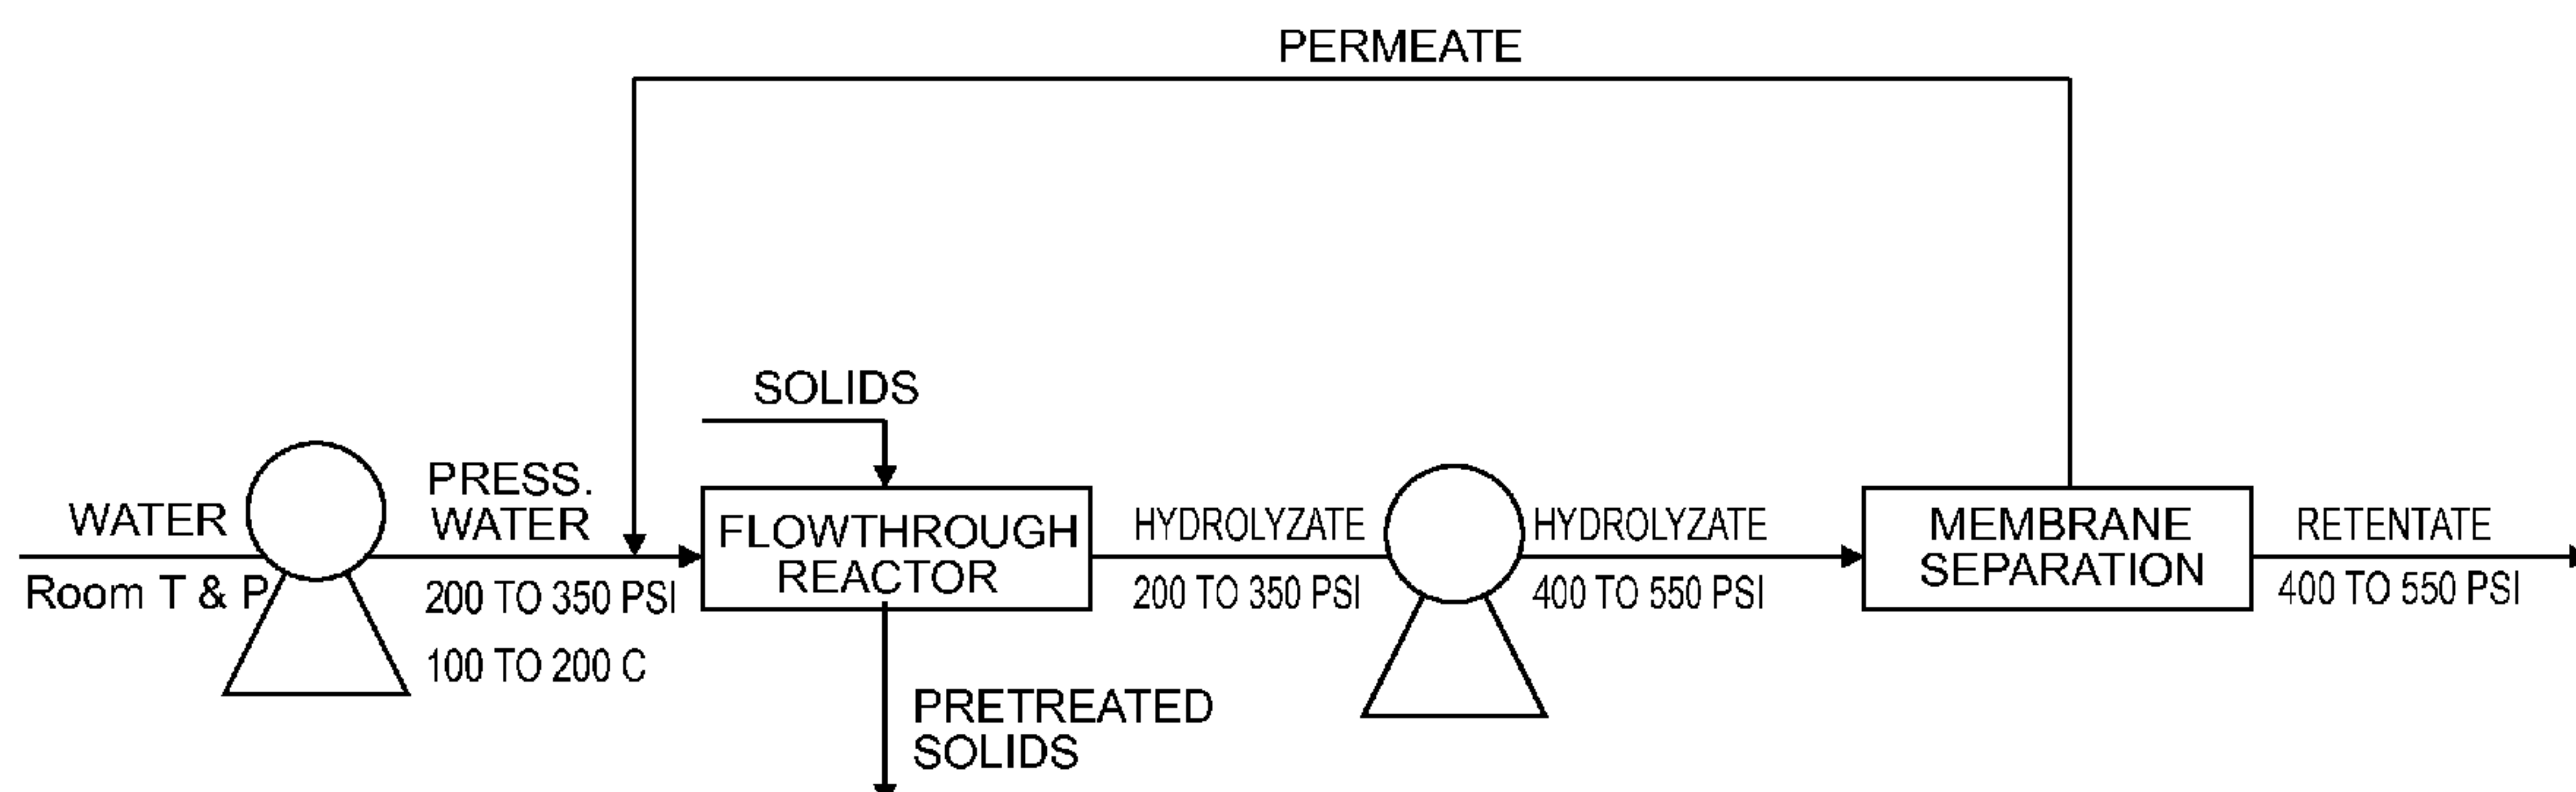 PERMEATE
SOLIDS
WATER
Room T & P
PRESS.
WATER
200 TO 350 PSI
100 TO 200 C
FLOWTHROUGH
REACTOR
PRETREATED
SOLIDS
HYDROLYZATE
200 TO 350 PSI
HYDROLYZATE
400 TO 550 PSI
MEMBRANE
SEPARATION
RETENTATE
400 TO 550 PSI